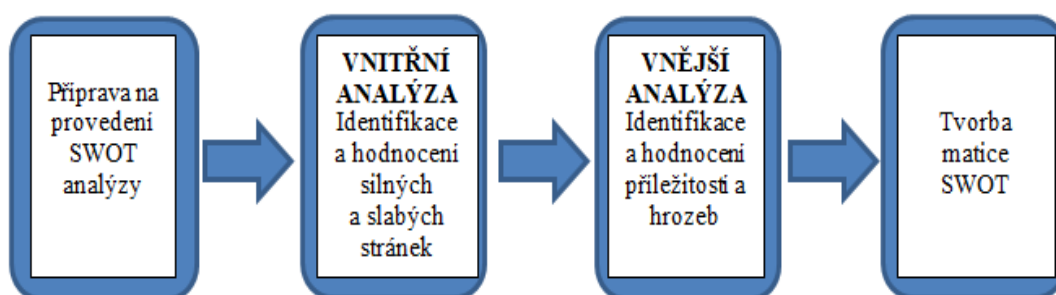 Příprava na
provedení
SWOT
analýzy
VNITŘNÍ
ANALÝZA
Identifikace
a hodnocení
silných
a slabých
stránek
VNĚJŠÍ
ANALÝZA
Identifikace
a hodnocení
příležitostí a
hrozeb
Tvorba
matice
SWOT